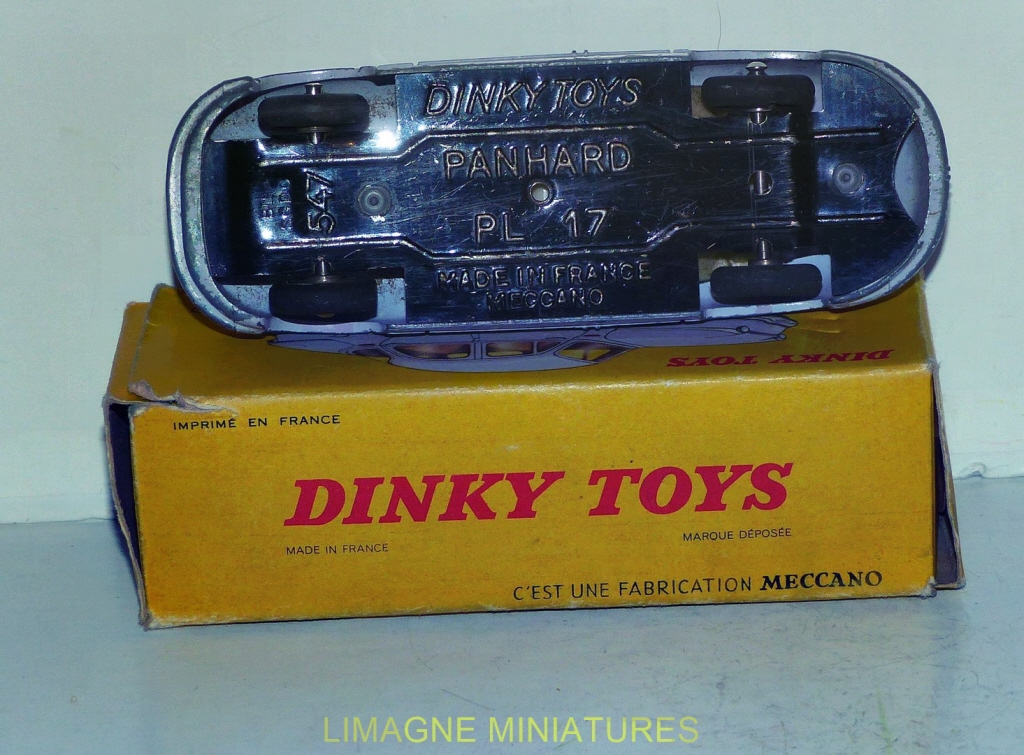 DINKY TOYS
PANHARD
547
PL 17
MADE IN FRANCE
MECCANO
DINKY TOYS
IMPRIMÉ EN FRANCE
DINKY TOYS
MADE IN FRANCE
MARQUE DÉPOSÉE
C'EST UNE FABRICATION MECCANO
LIMAGNE MINIATURES